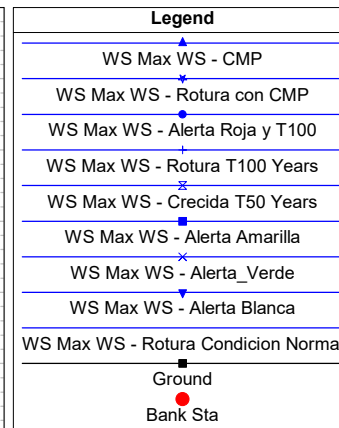 Legend
WS Max WS - CMP
WS Max WS - Rotura con CMP
WS Max WS - Alerta Roja y T100
WS Max WS - Rotura T100 Years
WS Max WS - Crecida T50 Years
WS Max WS - Alerta Amarilla
WS Max WS - Alerta_Verde
WS Max WS - Alerta Blanca
WS Max WS - Rotura Condicion Norma
Ground
Bank Sta